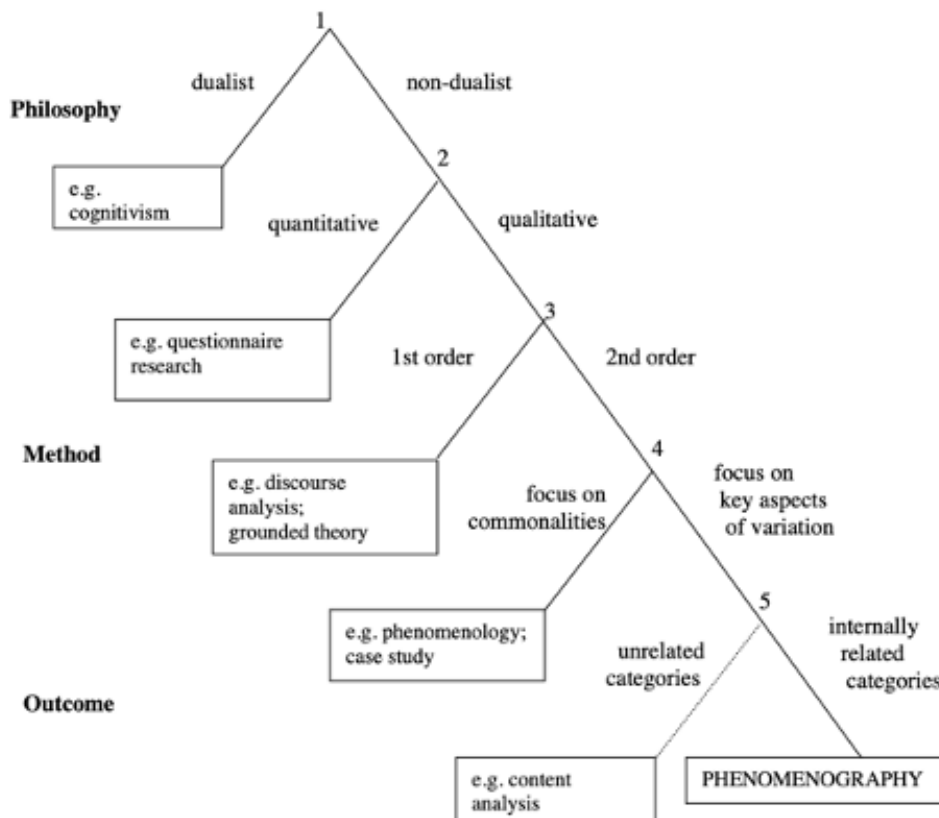 1
dualist
non-dualist
Philosophy
2
e.g.
cognitivism
quantitative
qualitative
3
e.g. questionnaire
research
1st order
2nd order
Method
4
e.g. discourse
analysis;
grounded theory
focus on
commonalities
focus on
key aspects
of variation
5
e.g. phenomenology;
case study
unrelated
categories
internally
related
categories
Outcome
e.g. content
analysis
PHENOMENOGRAPHY